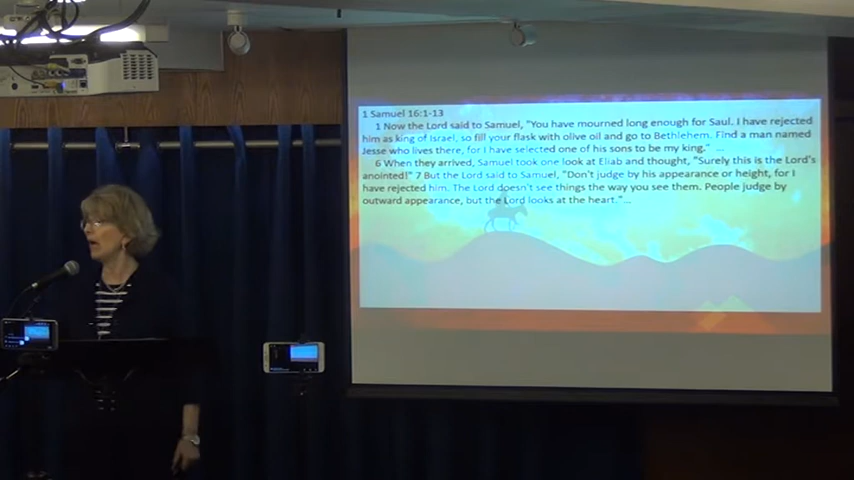 1 Samuel 16:1-13
1 Now the Lord said to Samuel, "You have mourned long enough for Saul. I have rejected
him as king of Israel, so fill your flask with olive oil and go to Bethlehem. Find a man named
Jesse who lives there, for I have selected one of his sons to be my king." ...
6 When they arrived, Samuel took one look at Eliab and thought, "Surely this is the Lord's
anointed!" 7 But the Lord said to Samuel, "Don't judge by his appearance or height, for I
have rejected him. The Lord doesn't see things the way you see them. People judge by
outward appearance, but the Lord looks at the heart."...